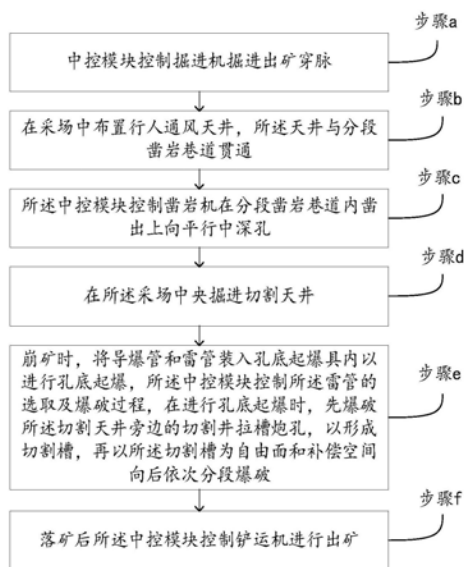 步骤a
中控模块控制掘进机掘进出矿穿脉
步骤b
在采场中布置行人通风天井，所述天井与分段
凿岩巷道贯通
步骤c
所述中控模块控制凿岩机在分段凿岩巷道内凿
出上向平行中深孔
步骤d
在所述采场中央掘进切割天井
步骤e
崩矿时，将导爆管和雷管装入孔底起爆具内以
进行孔底起爆，所述中控模块控制所述雷管的
选取及爆破过程，在进行孔底起爆时，先爆破
所述切割天井旁边的切割井拉槽炮孔，以形成
切割槽，再以所述切割槽为自由面和补偿空间
向后依次分段爆破
步骤f
落矿后所述中控模块控制铲运机进行出矿